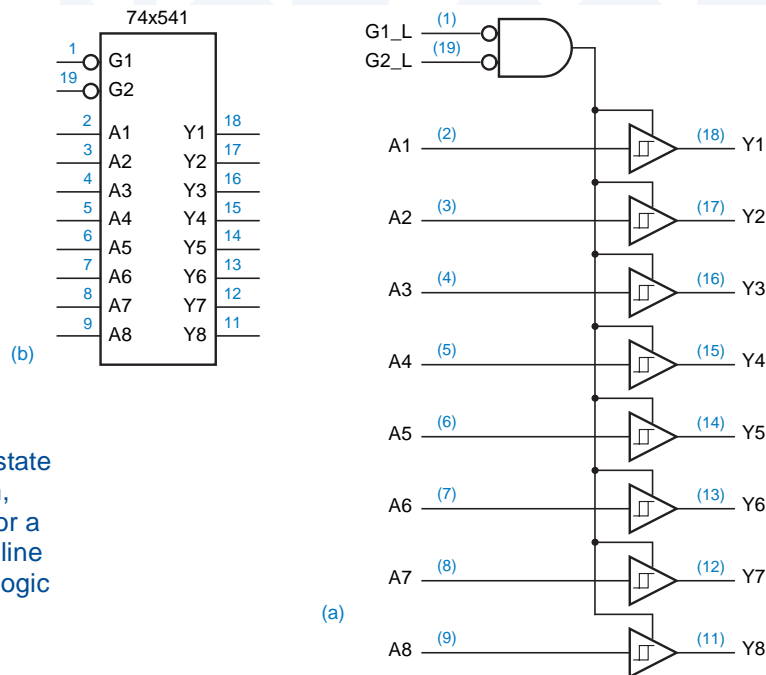 74x541
1 G1
19 G2
2 A1 Y1 18
3 A2 Y2 17
4 A3 Y3 16
5 A4 Y4 15
6 A5 Y5 14
7 A6 Y6 13
8 A7 Y7 12
9 A8 Y8 11
(b)
state
,
or a
line
ogic
G1_L (1)
G2_L (19)
A1 (2) (18) Y1
A2 (3) (17) Y2
A3 (4) (16) Y3
A4 (5) (15) Y4
A5 (6) (14) Y5
A6 (7) (13) Y6
A7 (8) (12) Y7
A8 (9) (11) Y8
(a)